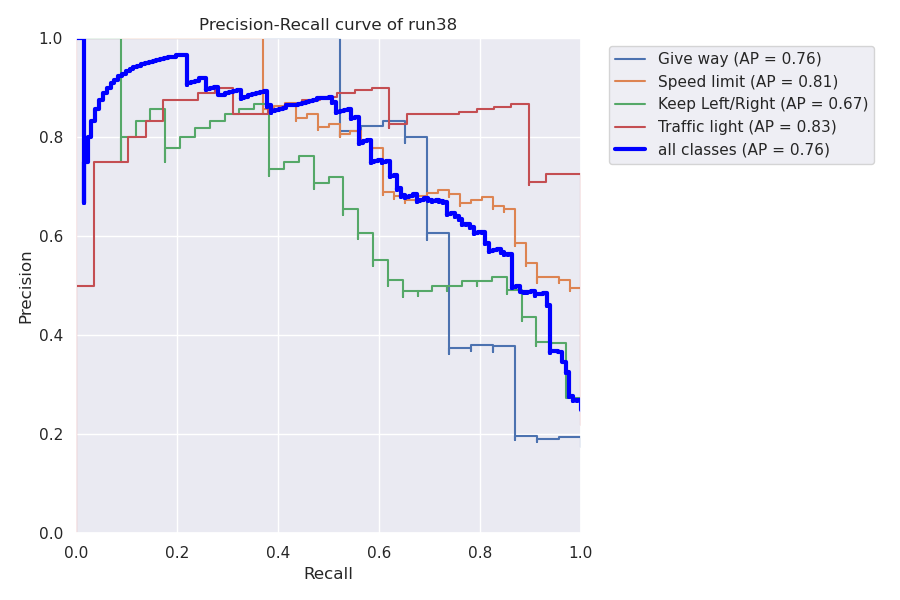 Precision-Recall curve of run38
1.0
0.8
0.6
0.4
0.2
0.0
Precision
0.0 0.2 0.4 0.6 0.8 1.0
Recall
Give way (AP = 0.76)
Speed limit (AP = 0.81)
Keep Left/Right (AP = 0.67)
Traffic light (AP = 0.83)
all classes (AP = 0.76)